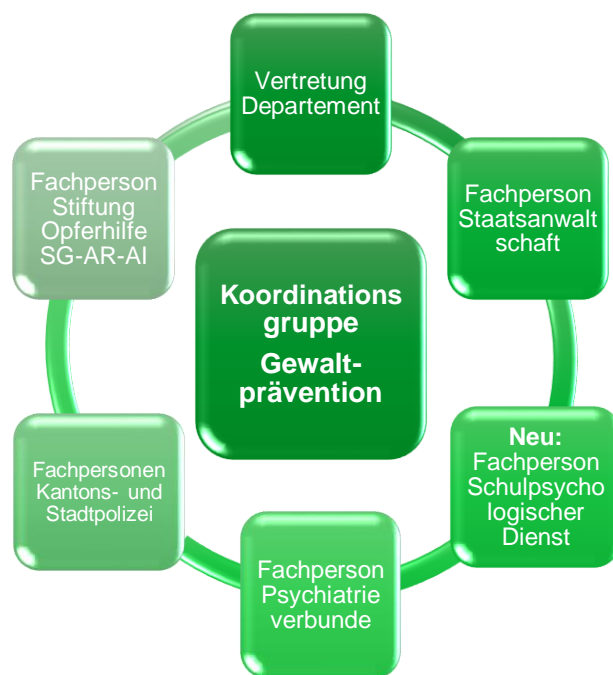 Vertretung
Departement
Fachperson
Staatsanwalt
schaft
Neu:
Fachperson
Schulpsycho
logischer
Dienst
Fachperson
Psychiatrie
verbunde
Fachpersonen
Kantons- und
Stadtpolizei
Fachperson
Stiftung
Opferhilfe
SG-AR-AI
Koordinations
gruppe
Gewalt-
prävention